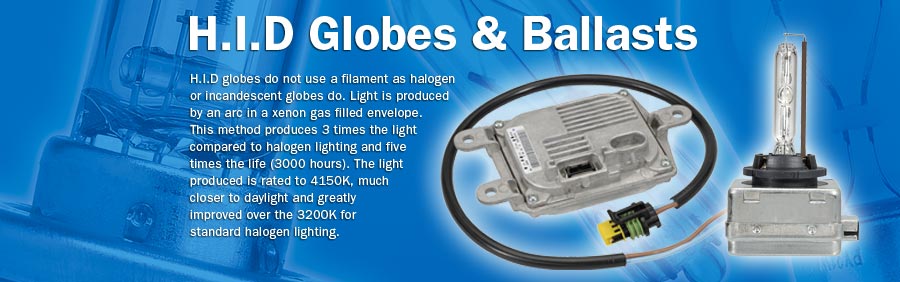 H.I.D Globes & Ballasts
H.I.D globes do not use a filament as halogen
or incandescent globes do. Light is produced
by an arc in a xenon gas filled envelope.
This method produces 3 times the light
compared to halogen lighting and five
times the life (3000 hours). The light
produced is rated to 4150K, much
closer to daylight and greatly
improved over the 3200K for
standard halogen lighting.